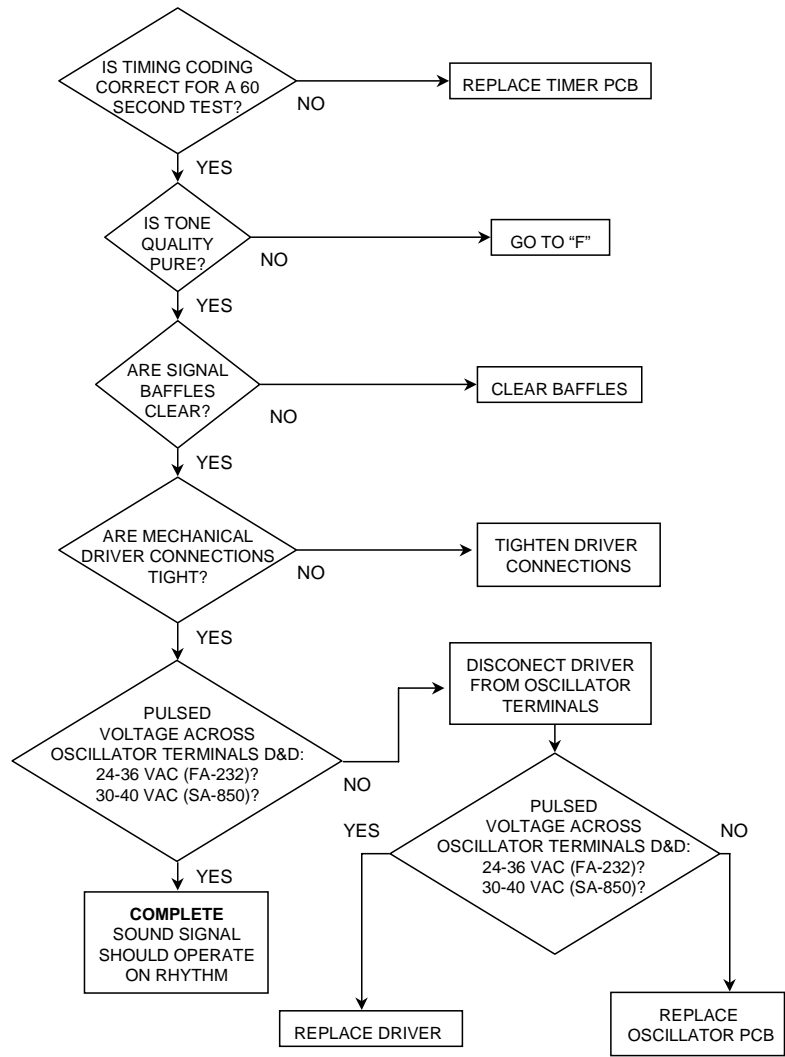 IS TIMING CODING
CORRECT FOR A 60
SECOND TEST?
NO
REPLACE TIMER PCB
YES
IS TONE
QUALITY
PURE?
NO
GO TO “F”
YES
ARE SIGNAL
BAFFLES
CLEAR?
NO
CLEAR BAFFLES
YES
ARE MECHANICAL
DRIVER CONNECTIONS
TIGHT?
NO
TIGHTEN DRIVER
CONNECTIONS
YES
PULSED
VOLTAGE ACROSS
OSCILLATOR TERMINALS D&D:
24-36 VAC (FA-232)?
30-40 VAC (SA-850)?
NO
DISCONECT DRIVER
FROM OSCILLATOR
TERMINALS
YES
COMPLETE
SOUND SIGNAL
SHOULD OPERATE
ON RHYTHM
PULSED
VOLTAGE ACROSS
OSCILLATOR TERMINALS D&D:
24-36 VAC (FA-232)?
30-40 VAC (SA-850)?
YES
REPLACE DRIVER
NO
REPLACE
OSCILLATOR PCB